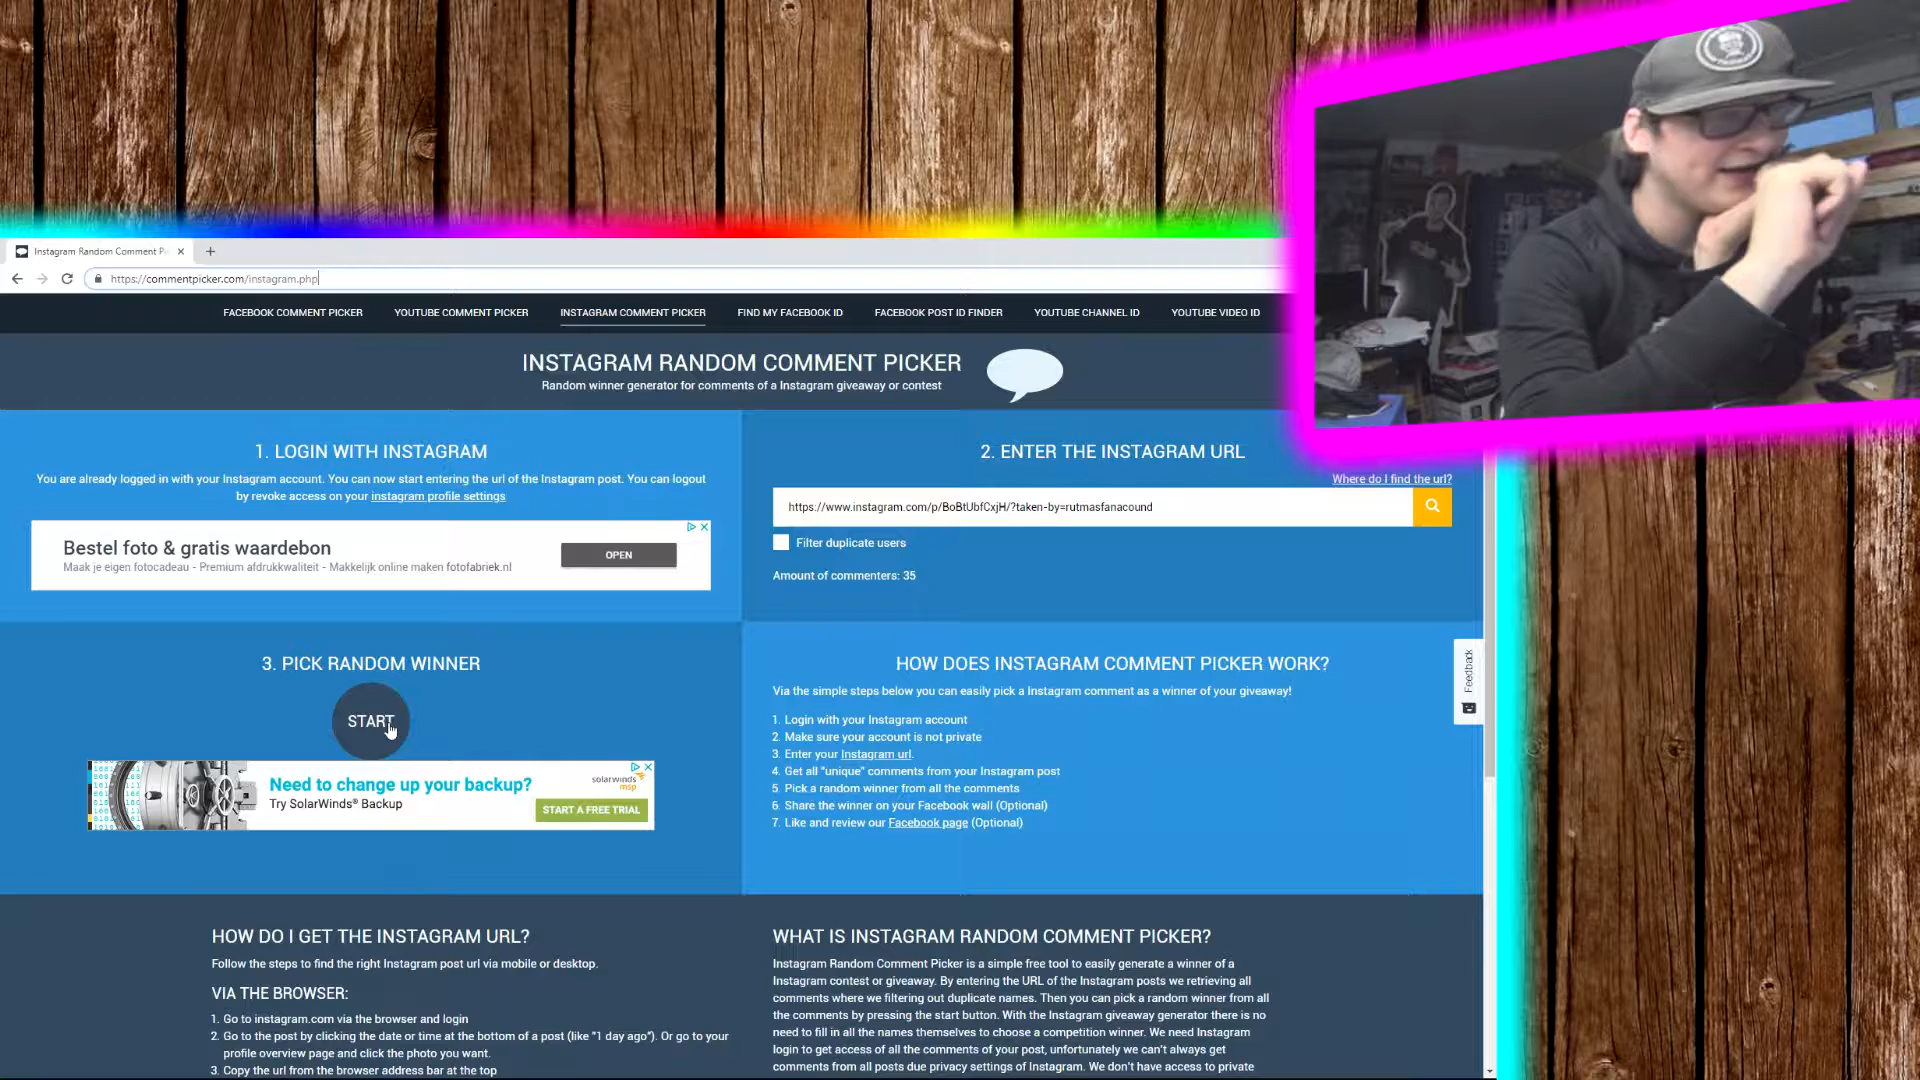 Instagram Random Comment P
https://commentpicker.com/instagram.php
FACEBOOK COMMENT PICKER
YOUTUBE COMMENT PICKER
INSTAGRAM COMMENT PICKER
FIND MY FACEBOOK ID
FACEBOOK POST ID FINDER
YOUTUBE CHANNEL ID
YOUTUBE VIDEO ID
INSTAGRAM RANDOM COMMENT PICKER
Random winner generator for comments of a Instagram giveaway or contest
1. LOGIN WITH INSTAGRAM
You are already logged in with your Instagram account. You can now start entering the url of the Instagram post. You can logout
by revoke access on your instagram profile settings
Bestel foto & gratis waardebon
Maak je eigen fotocadeau - Premium afdrukkwaliteit - Makkelijk online maken fotofabriek.nl
OPEN
2. ENTER THE INSTAGRAM URL
Where do I find the url?
https://www.instagram.com/p/BoBtUbfCxjH/?taken-by=rutmasfanacound
Filter duplicate users
Amount of commenters: 35
3. PICK RANDOM WINNER
START
Need to change up your backup?
Try SolarWinds® Backup
solarwinds
msp
START A FREE TRIAL
HOW DOES INSTAGRAM COMMENT PICKER WORK?
Via the simple steps below you can easily pick a Instagram comment as a winner of your giveaway!
1. Login with your Instagram account
2. Make sure your account is not private
3. Enter your Instagram url.
4. Get all "unique" comments from your Instagram post
5. Pick a random winner from all the comments
6. Share the winner on your Facebook wall (Optional)
7. Like and review our Facebook page (Optional)
Feedback
HOW DO I GET THE INSTAGRAM URL?
Follow the steps to find the right Instagram post url via mobile or desktop.
VIA THE BROWSER:
1. Go to instagram.com via the browser and login
2. Go to the post by clicking the date or time at the bottom of a post (like "1 day ago"). Or go to your
profile overview page and click the photo you want.
3. Copy the url from the browser address bar at the top
WHAT IS INSTAGRAM RANDOM COMMENT PICKER?
Instagram Random Comment Picker is a simple free tool to easily generate a winner of a
Instagram contest or giveaway. By entering the URL of the Instagram posts we retrieving all
comments where we filtering out duplicate names. Then you can pick a random winner from all
the comments by pressing the start button. With the Instagram giveaway generator there is no
need to fill in all the names themselves to choose a competition winner. We need Instagram
login to get access of all the comments of your post, unfortunately we can't always get
comments from all posts due privacy settings of Instagram. We don't have access to private